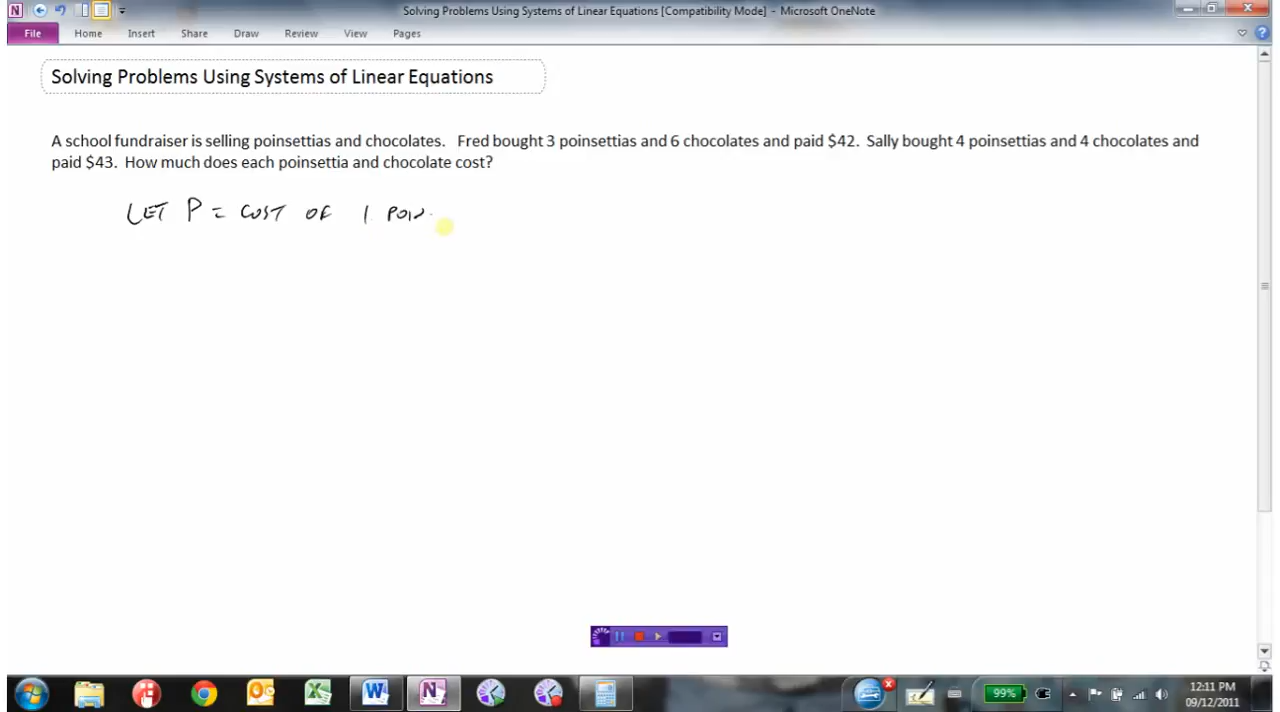 Solving Problems Using Systems of Linear Equations [Compatibility Mode] - Microsoft OneNote
File Home Insert Share Draw Review View Pages
Solving Problems Using Systems of Linear Equations
A school fundraiser is selling poinsettias and chocolates. Fred bought 3 poinsettias and 6 chocolates and paid $42. Sally bought 4 poinsettias and 4 chocolates and
paid $43. How much does each poinsettia and chocolate cost?
LET P = COST OF 1 POIN
99%
12:11 PM
09/12/2011